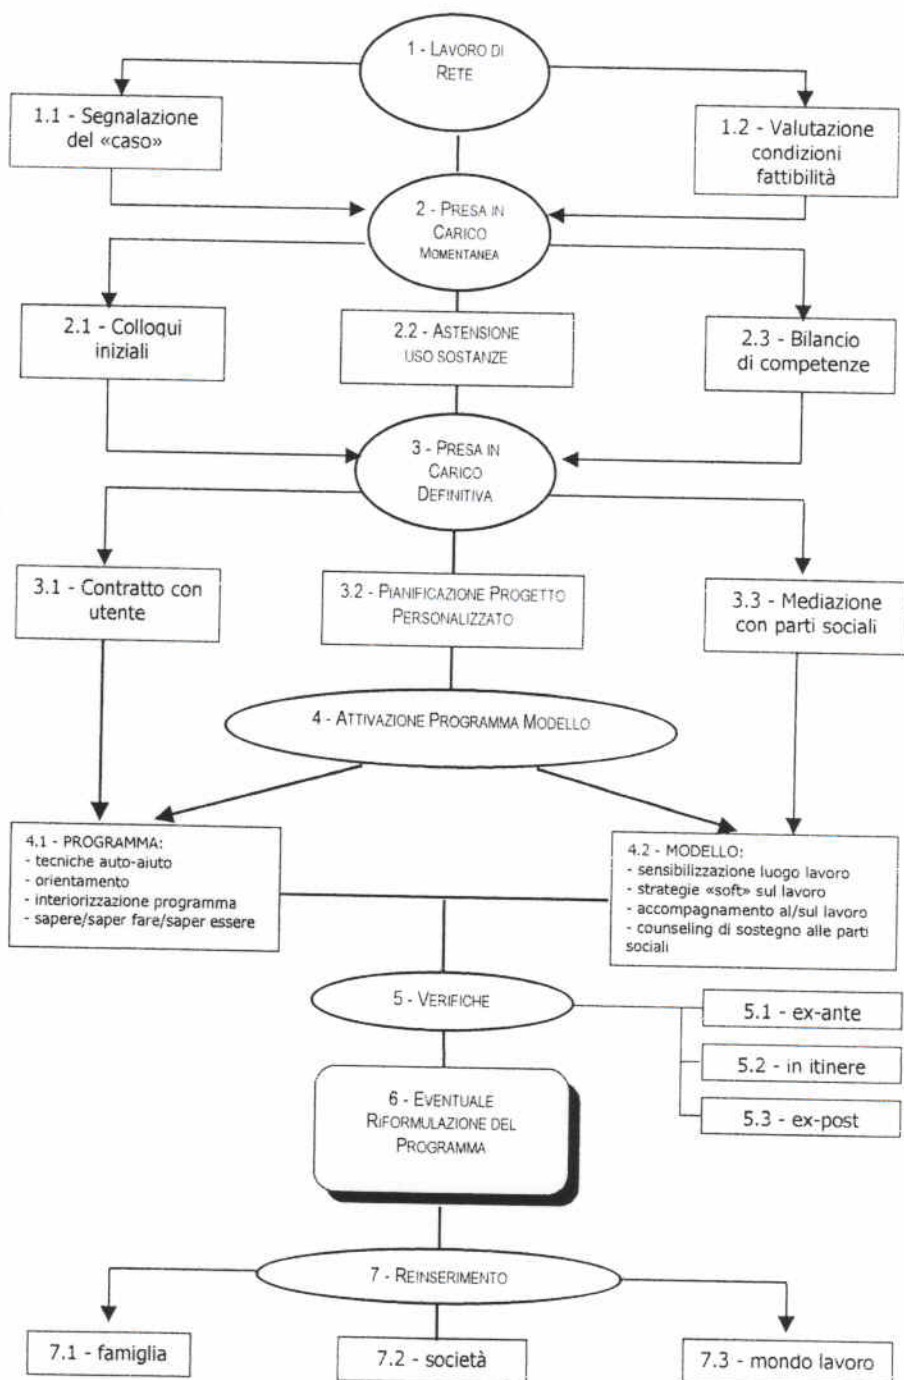 1 - LAVORO DI
RETE
1.1 - Segnalazione
del «caso»
1.2 - Valutazione
condizioni
fattibilità
2 - PRESA IN
CARICO
MOMENTANEA
2.1 - Colloqui
iniziali
2.2 - ASTENSIONE
USO SOSTANZE
2.3 - Bilancio
di competenze
3 - PRESA IN
CARICO
DEFINITIVA
3.1 - Contratto con
utente
3.2 - PIANIFICAZIONE PROGETTO
PERSONALIZZATO
3.3 - Mediazione
con parti sociali
4 - ATTIVAZIONE PROGRAMMA MODELLO
4.1 - PROGRAMMA:
- tecniche auto-aiuto
- orientamento
- interiorizzazione programma
- sapere/saper fare/saper essere
4.2 - MODELLO:
- sensibilizzazione luogo lavoro
- strategie «soft» sul lavoro
- accompagnamento al/sul lavoro
- counseling di sostegno alle parti
sociali
5 - VERIFICHE
5.1 - ex-ante
5.2 - in itinere
5.3 - ex-post
6 - EVENTUALE
RIFORMULAZIONE DEL
PROGRAMMA
7 - REINSERIMENTO
7.1 - famiglia
7.2 - società
7.3 - mondo lavoro